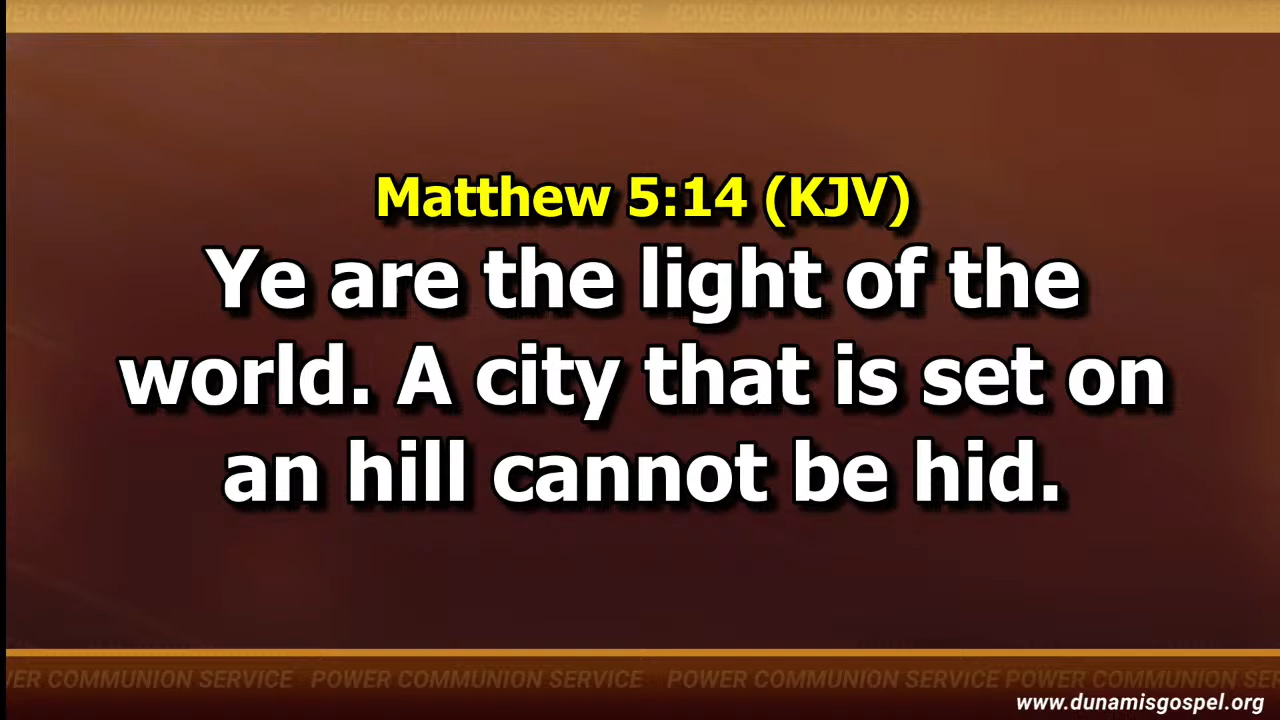 POWER COMMUNION SERVICE POWER COMMUNION SERVICE POWER COMMUNION SERVICE
Matthew 5:14 (KJV)
Ye are the light of the
world. A city that is set on
an hill cannot be hid.
VER COMMUNION SERVICE POWER COMMUNION SERVICE POWER COMMUNION SERVICE POWER COMMUNION SE
www.dunamisgospel.org